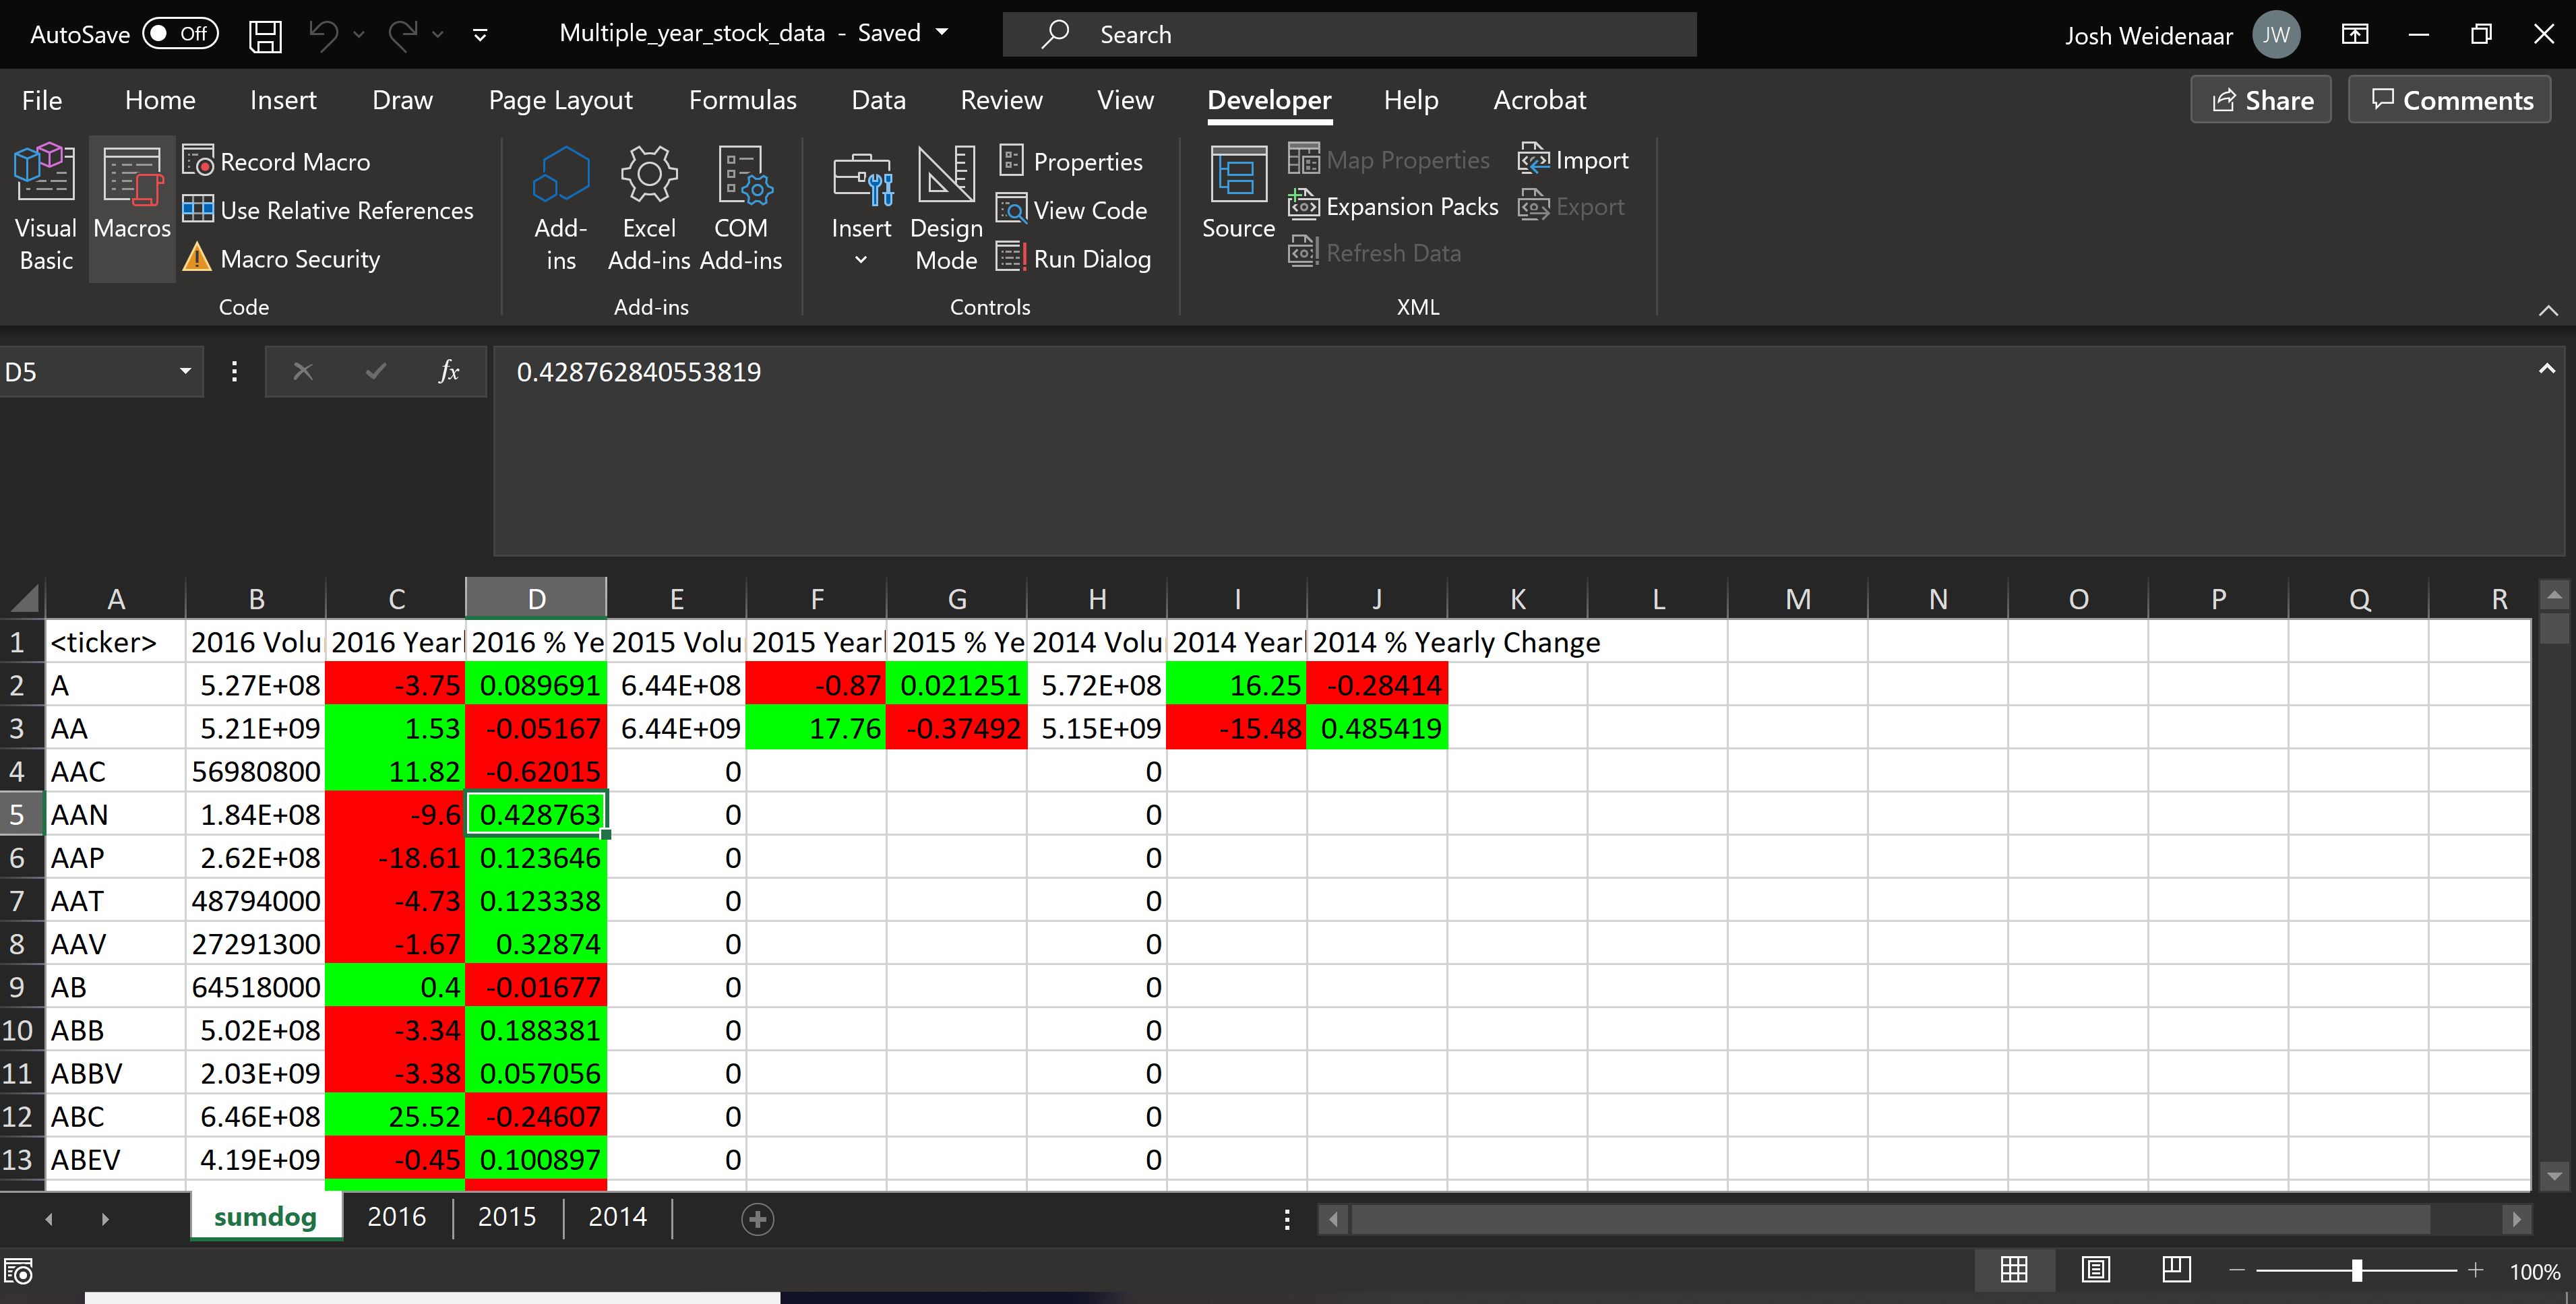 AutoSave Off Multiple_year_stock_data - Saved Search Josh Weidenaar JW
File Home Insert Draw Page Layout Formulas Data Review View Developer Help Acrobat Share Comments
Visual Basic
Macros
Record Macro
Use Relative References
Macro Security
Code
Add-ins
Excel Add-ins
COM Add-ins
Add-ins
Insert
Design Mode
Properties
View Code
Run Dialog
Controls
Source
Map Properties
Expansion Packs
Refresh Data
Import
Export
XML
D5 fx 0.428762840553819
A B C D E F G H I J K L M N O P Q R
1 <ticker> 2016 Volu 2016 Yearl 2016 % Ye 2015 Volu 2015 Yearl 2015 % Ye 2014 Volu 2014 Yearl 2014 % Yearly Change
2 A 5.27E+08 -3.75 0.089691 6.44E+08 -0.87 0.021251 5.72E+08 16.25 -0.28414
3 AA 5.21E+09 1.53 -0.05167 6.44E+09 17.76 -0.37492 5.15E+09 -15.48 0.485419
4 AAC 56980800 11.82 -0.62015 0 0
5 AAN 1.84E+08 -9.6 0.428763 0 0
6 AAP 2.62E+08 -18.61 0.123646 0 0
7 AAT 48794000 -4.73 0.123338 0 0
8 AAV 27291300 -1.67 0.32874 0 0
9 AB 64518000 0.4 -0.01677 0 0
10 ABB 5.02E+08 -3.34 0.188381 0 0
11 ABBV 2.03E+09 -3.38 0.057056 0 0
12 ABC 6.46E+08 25.52 -0.24607 0 0
13 ABEV 4.19E+09 -0.45 0.100897 0 0
sumdog 2016 2015 2014
100%